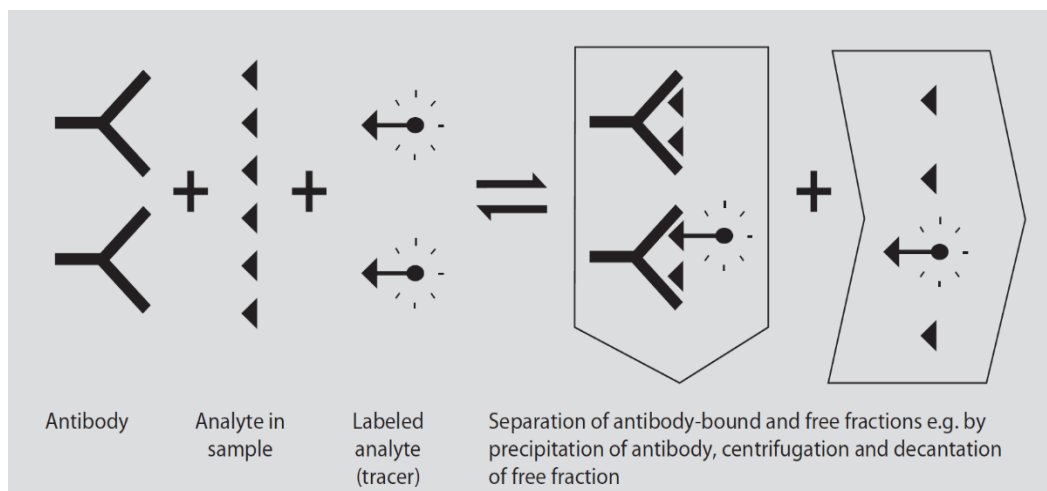 Antibody
Analyte in
sample
Labeled
analyte
(tracer)
Separation of antibody-bound and free fractions e.g. by
precipitation of antibody, centrifugation and decantation
of free fraction